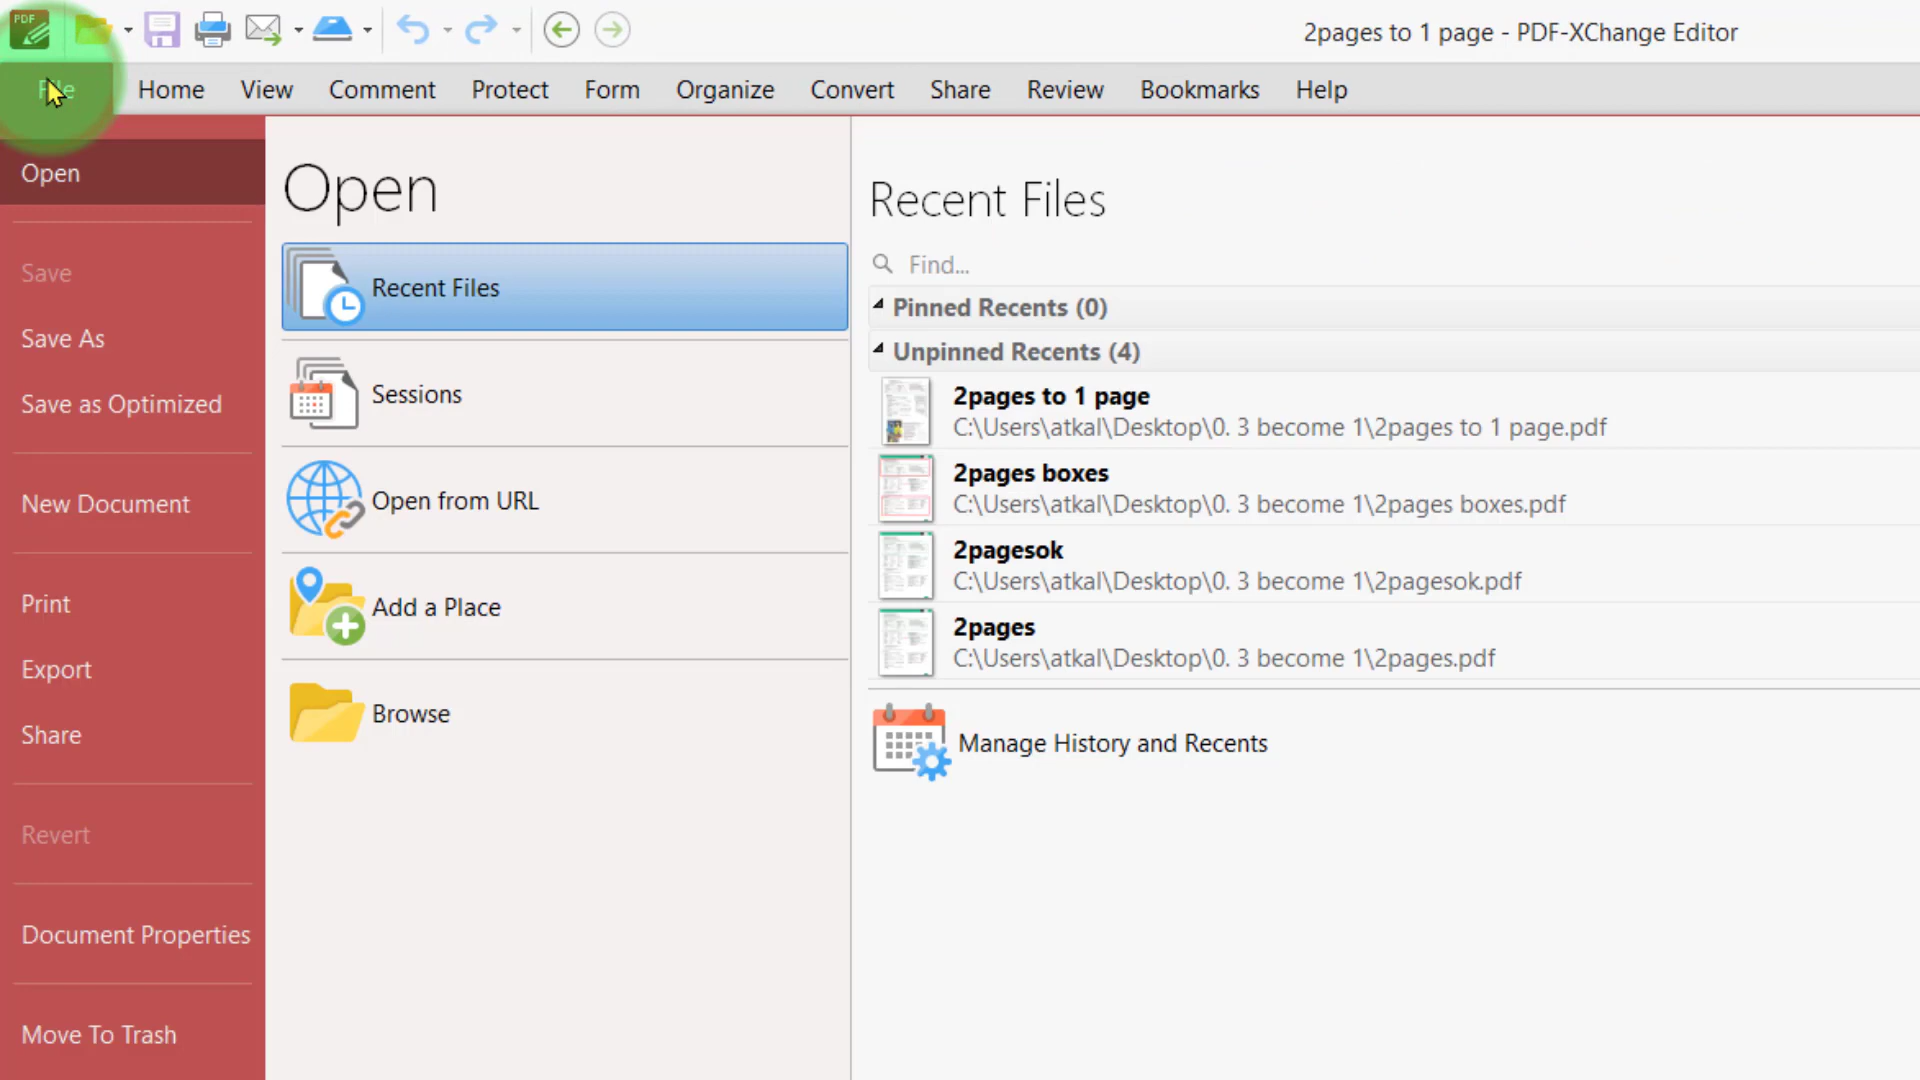 PDF
2pages to 1 page - PDF-XChange Editor
File
Home
View
Comment
Protect
Form
Organize
Convert
Share
Review
Bookmarks
Help
Open
Save
Save As
Save as Optimized
New Document
Print
Export
Share
Revert
Document Properties
Move To Trash
Open
Recent Files
Sessions
Open from URL
Add a Place
Browse
Recent Files
Find...
Pinned Recents (0)
Unpinned Recents (4)
2pages to 1 page
C:\Users\atkal\Desktop\0. 3 become 1\2pages to 1 page.pdf
2pages boxes
C:\Users\atkal\Desktop\0. 3 become 1\2pages boxes.pdf
2pagesok
C:\Users\atkal\Desktop\0. 3 become 1\2pagesok.pdf
2pages
C:\Users\atkal\Desktop\0. 3 become 1\2pages.pdf
Manage History and Recents